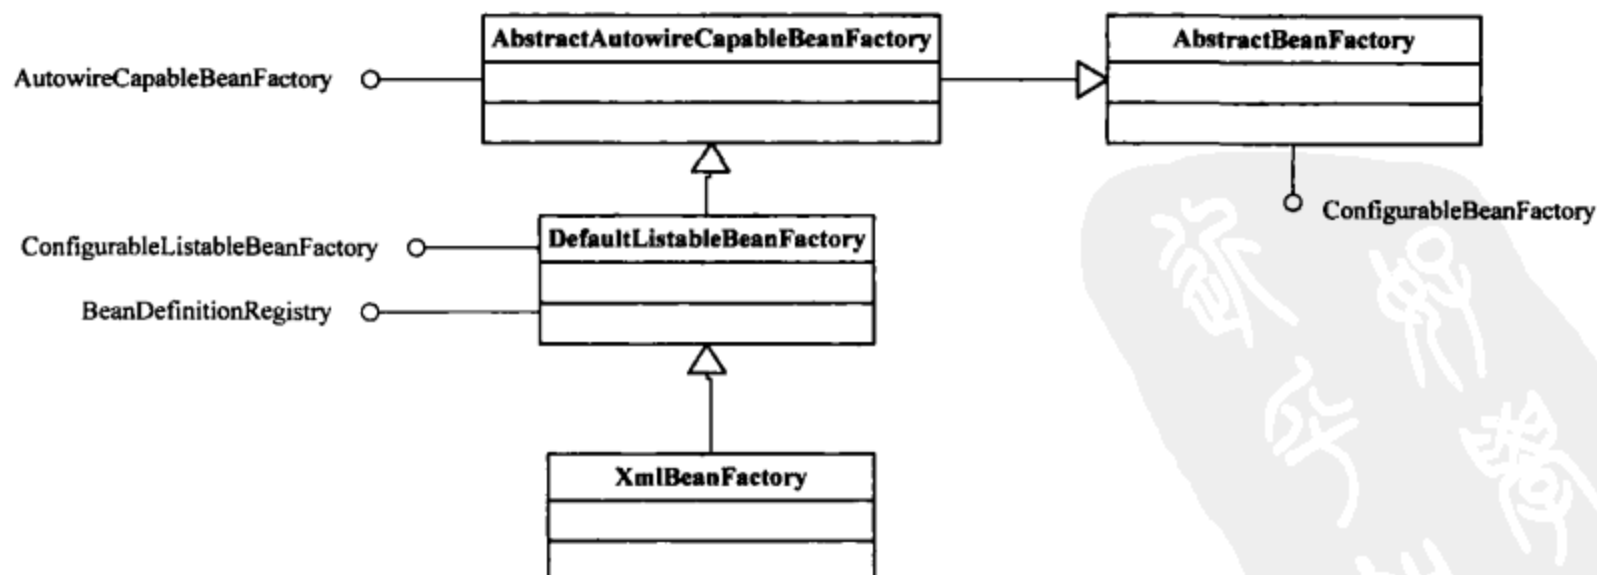 AbstractAutowireCapableBeanFactory
AbstractBeanFactory
AutowireCapableBeanFactory
ConfigurableBeanFactory
ConfigurableListableBeanFactory
DefaultListableBeanFactory
BeanDefinitionRegistry
XmlBeanFactory